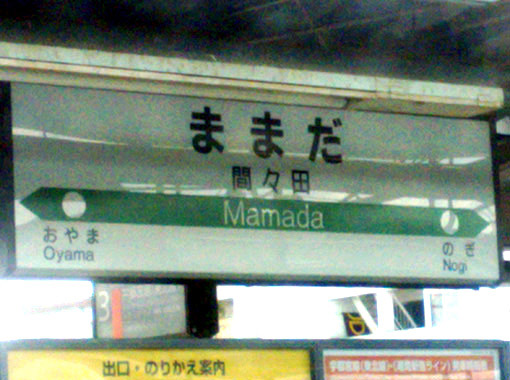 ままだ
間々田
Mamada
おやま
Oyama
のぎ
Nogi
3
出口・のりかえ案内